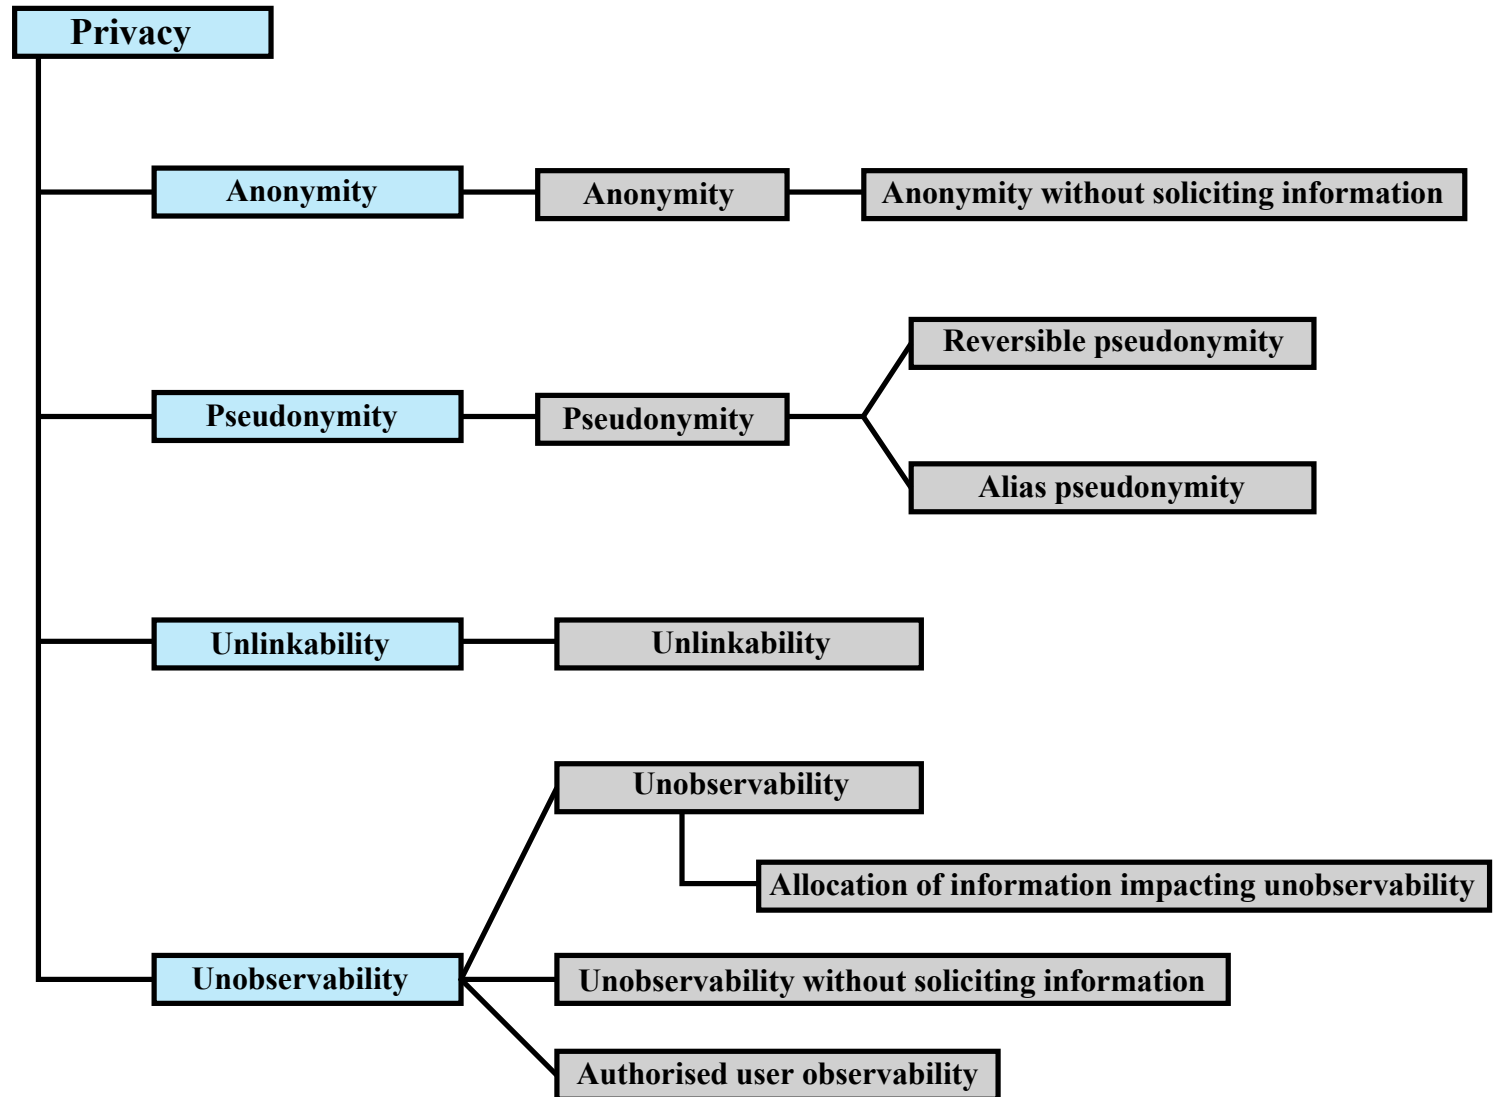 Privacy
Anonymity
Anonymity
Anonymity without soliciting information
Reversible pseudonymity
Pseudonymity
Pseudonymity
Alias pseudonymity
Unlinkability
Unlinkability
Unobservability
Allocation of information impacting unobservability
Unobservability
Unobservability without soliciting information
Authorised user observability